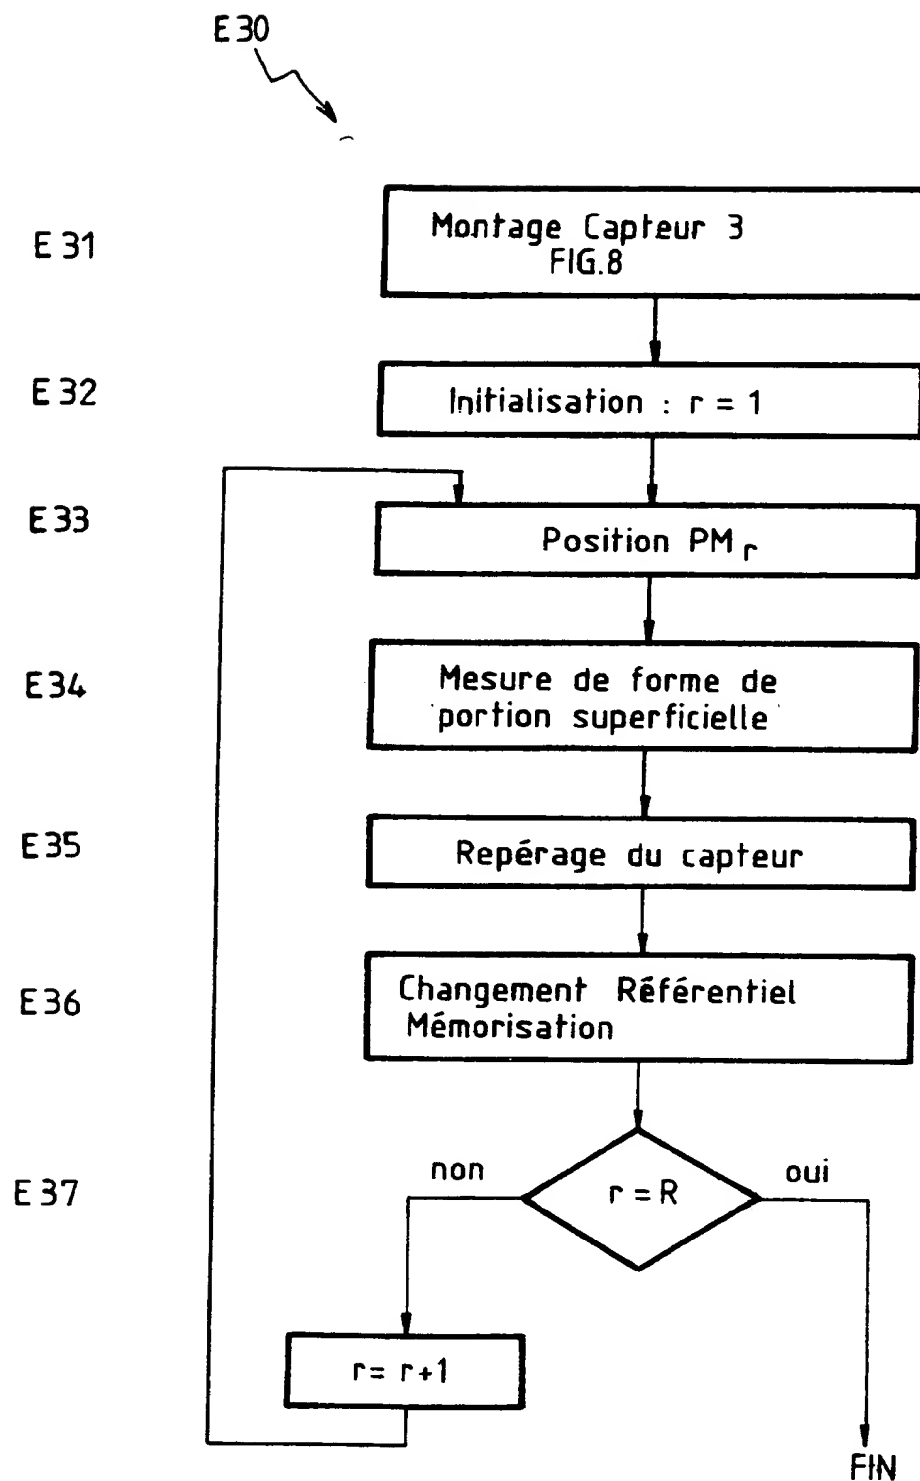 E30
E31
Montage Capteur 3
FIG.8
E32
Initialisation : r = 1
E33
Position PMr
E34
Mesure de forme de
portion superficielle
E35
Repérage du capteur
E36
Changement Référentiel
Mémorisation
E37
non
r = R
oui
r = r+1
FIN